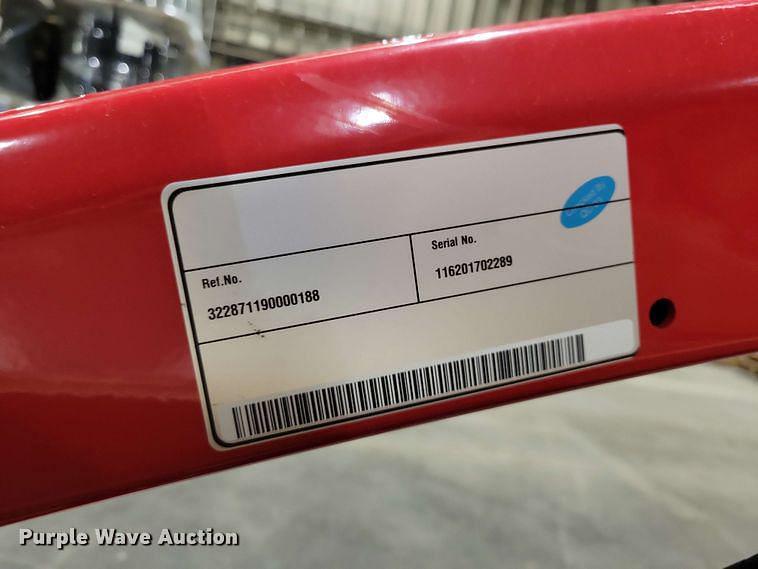 Ref.No.
322871190000188
Serial No.
116201702289
Purple Wave Auction